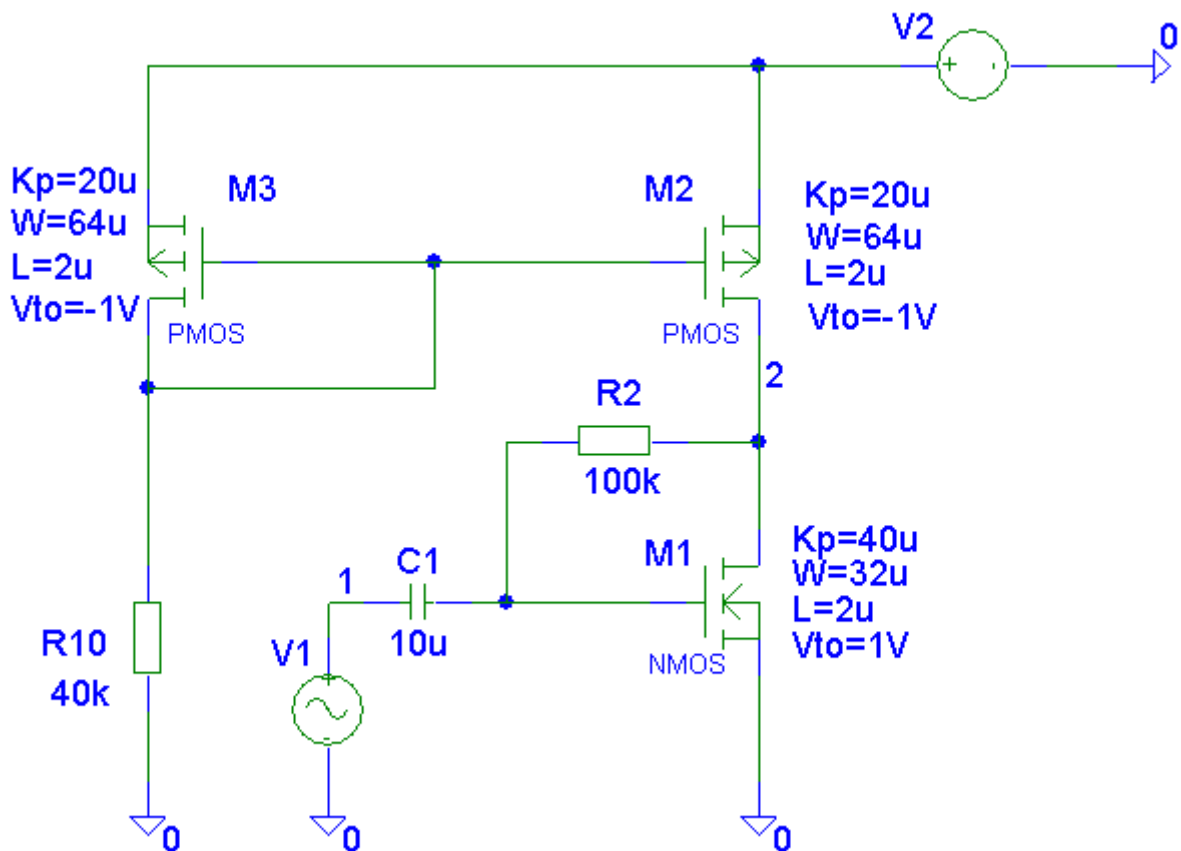 V2
0
Kp=20u
W=64u
L=2u
Vto=-1V
M3
PMOS
M2
PMOS
Kp=20u
W=64u
L=2u
Vto=-1V
2
R2
100k
M1
NMOS
Kp=40u
W=32u
L=2u
Vto=1V
1
C1
10u
V1
R10
40k
0
0
0